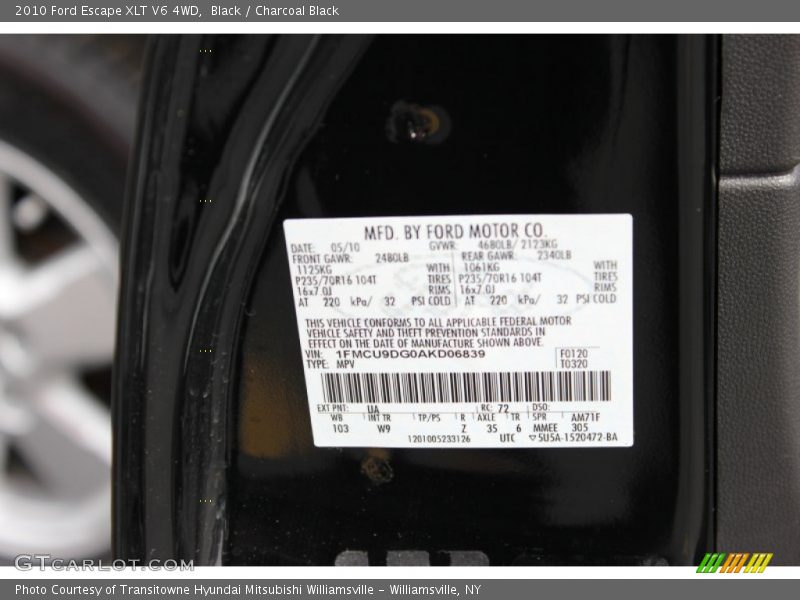 2010 Ford Escape XLT V6 4WD, Black / Charcoal Black
MFD. BY FORD MOTOR CO.
DATE: 05/10 GVWR: 4680LB/ 2123KG
FRONT GAWR: 2480LB REAR GAWR: 2340LB
1125KG WITH 1061KG WITH
P235/70R16 104T TIRES P235/70R16 104T TIRES
16x7.0J RIMS 16x7.0J RIMS
AT 220 kPa/ 32 PSI COLD AT 220 kPa/ 32 PSI COLD
THIS VEHICLE CONFORMS TO ALL APPLICABLE FEDERAL MOTOR
VEHICLE SAFETY AND THEFT PREVENTION STANDARDS IN
EFFECT ON THE DATE OF MANUFACTURE SHOWN ABOVE.
VIN: 1FMCU9DG0AKD06839 F0120
TYPE: MPV T0320
EXT PNT: UA RC: 72 DSO:
WB INT TR TP/PS R AXLE TR SPR AM71F
103 W9 Z 35 6 MMEE 305
1201005233126 UTC ▽5U5A-1520472-BA
GTCarLot.com
Photo Courtesy of Transitowne Hyundai Mitsubishi Williamsville - Williamsville, NY